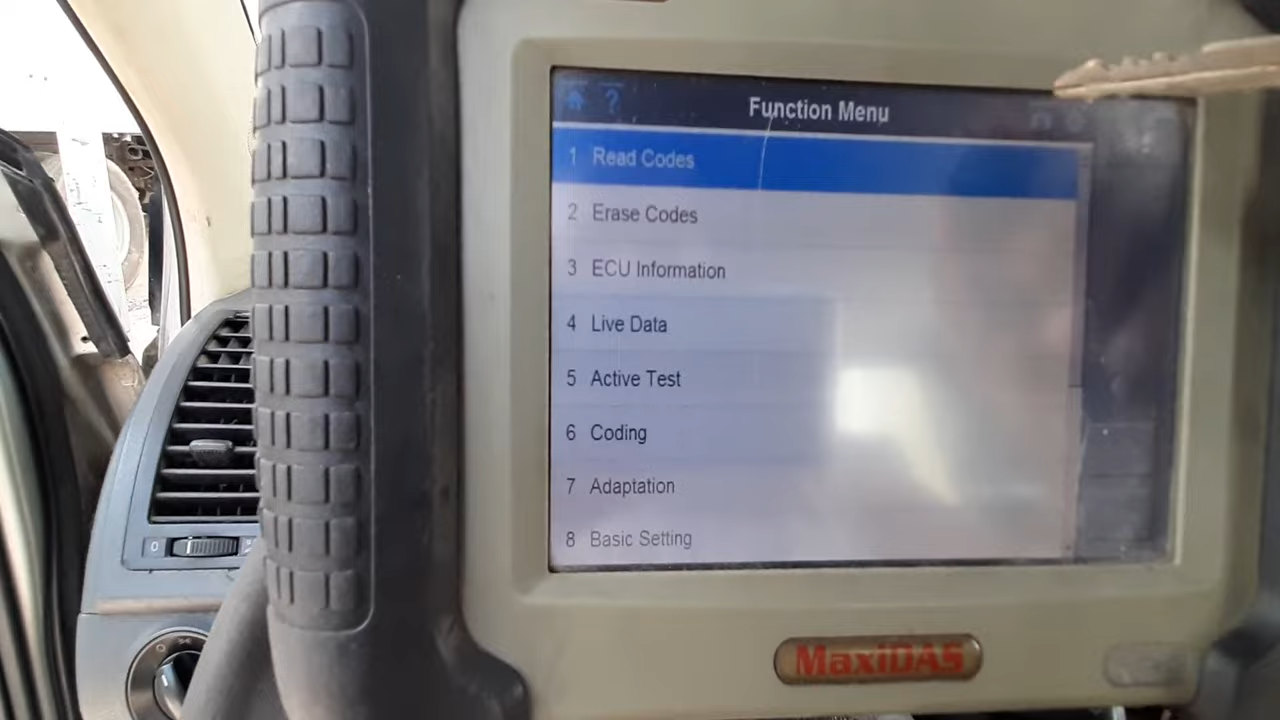 ?
Function Menu
1 Read Codes
2 Erase Codes
3 ECU Information
4 Live Data
5 Active Test
6 Coding
7 Adaptation
8 Basic Setting
0
MaxiDAS